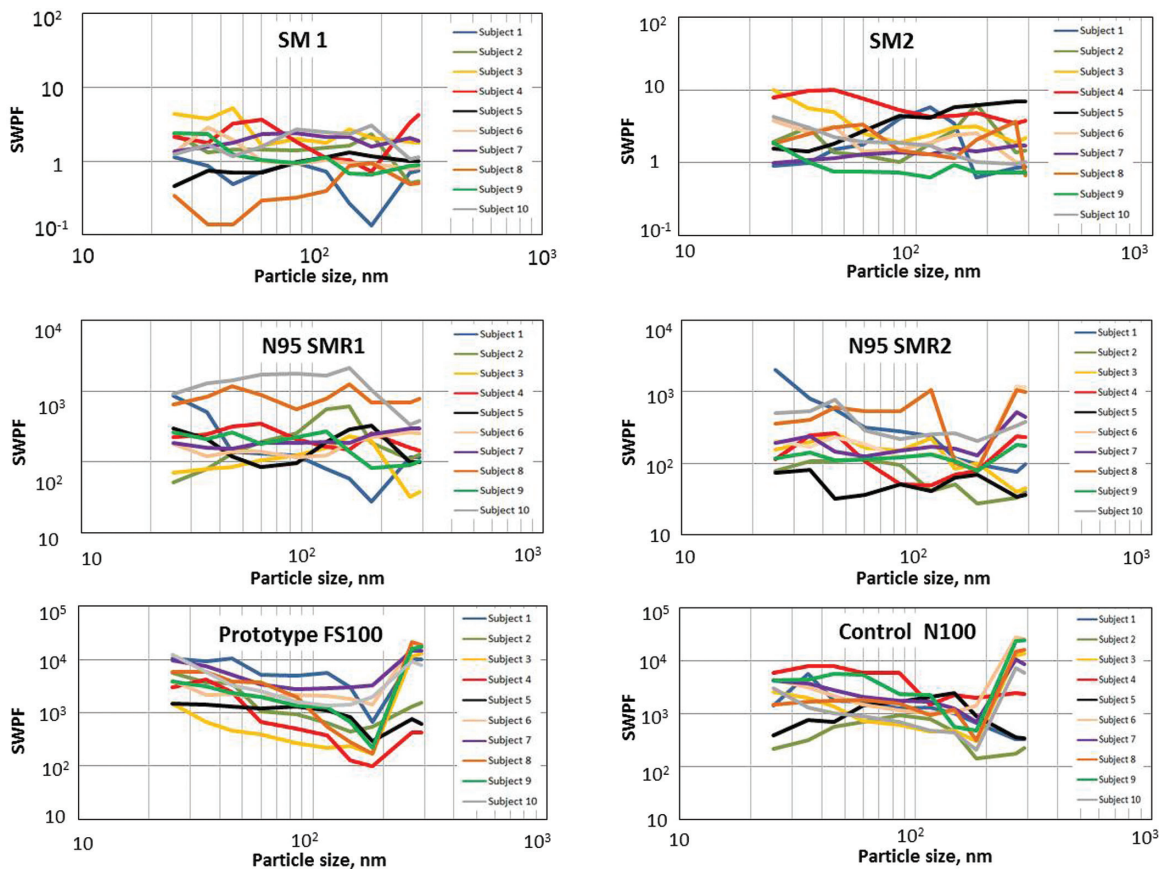 SM 1
SWPF
10²
10
1
10⁻¹
10
10²
10³
Particle size, nm
Subject 1
Subject 2
Subject 3
Subject 4
Subject 5
Subject 6
Subject 7
Subject 8
Subject 9
Subject 10
SM2
SWPF
10²
10
1
10⁻¹
10
10²
10³
Particle size, nm
Subject 1
Subject 2
Subject 3
Subject 4
Subject 5
Subject 6
Subject 7
Subject 8
Subject 9
Subject 10
N95 SMR1
SWPF
10⁴
10³
10²
10
10
10²
10³
Particle size, nm
Subject 1
Subject 2
Subject 3
Subject 4
Subject 5
Subject 6
Subject 7
Subject 8
Subject 9
Subject 10
N95 SMR2
SWPF
10⁴
10³
10²
10
10
10²
10³
Particle size, nm
Subject 1
Subject 2
Subject 3
Subject 4
Subject 5
Subject 6
Subject 7
Subject 8
Subject 9
Subject 10
Prototype FS100
SWPF
10⁵
10⁴
10³
10²
10
10
10²
10³
Particle size, nm
Subject 1
Subject 2
Subject 3
Subject 4
Subject 5
Subject 6
Subject 7
Subject 8
Subject 9
Subject 10
Control N100
SWPF
10⁵
10⁴
10³
10²
10
10
10²
10³
Particle size, nm
Subject 1
Subject 2
Subject 3
Subject 4
Subject 5
Subject 6
Subject 7
Subject 8
Subject 9
Subject 10